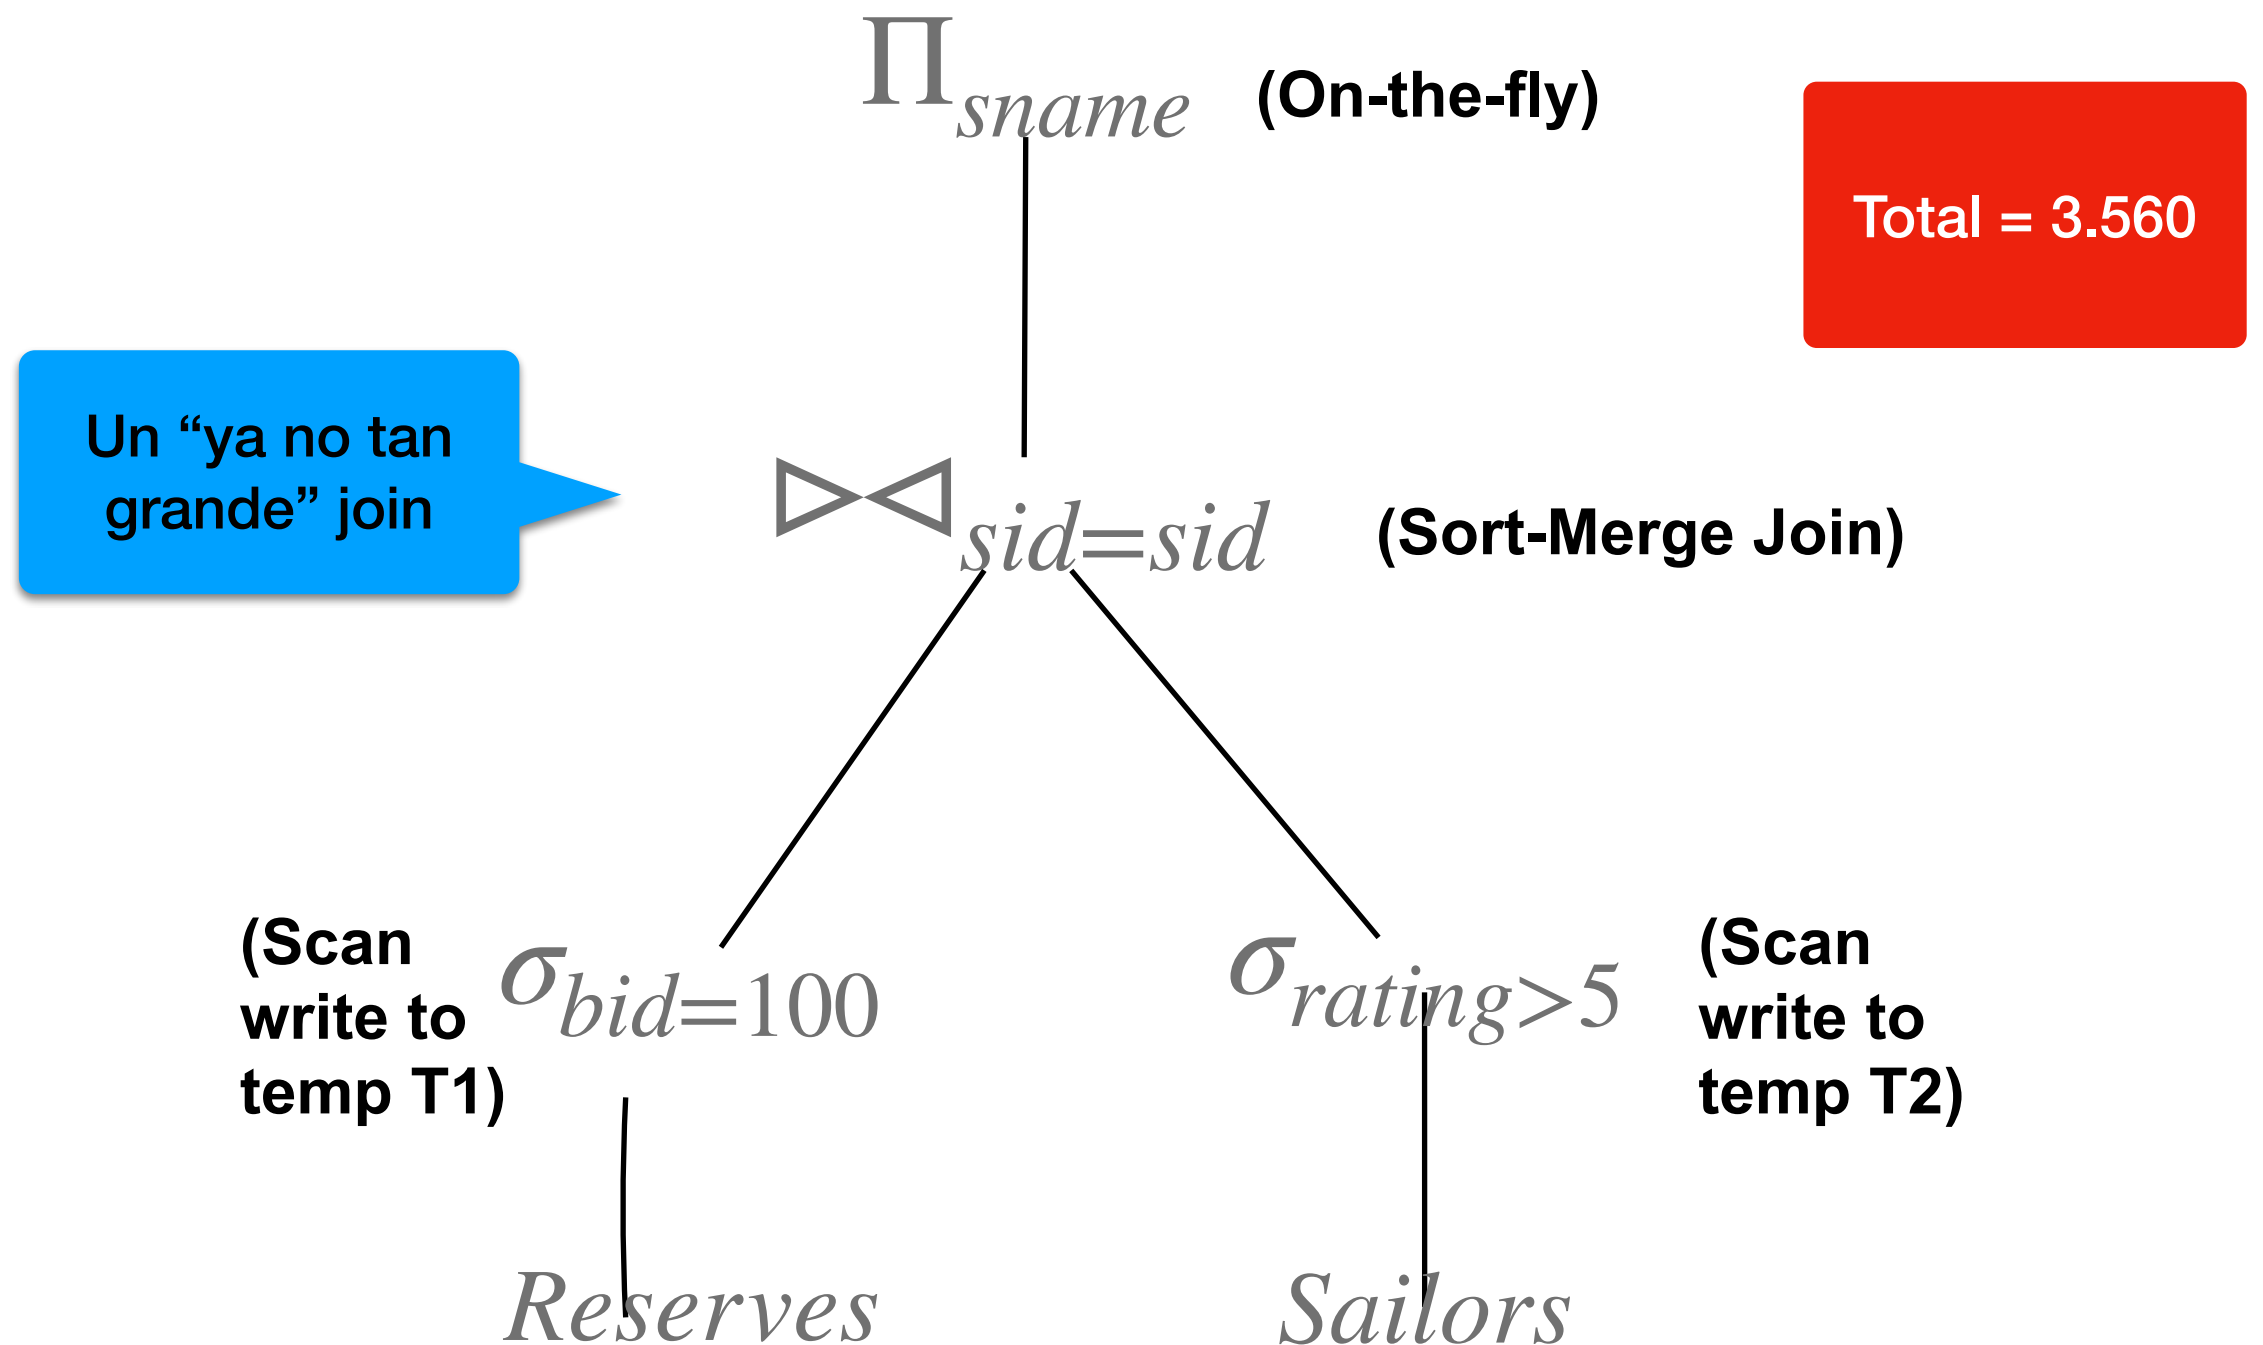 Π sname (On-the-fly)
Total = 3.560
Un “ya no tan
grande” join
⋈ sid=sid (Sort-Merge Join)
(Scan
write to
temp T1)
σ bid=100
σ rating>5
(Scan
write to
temp T2)
Reserves
Sailors